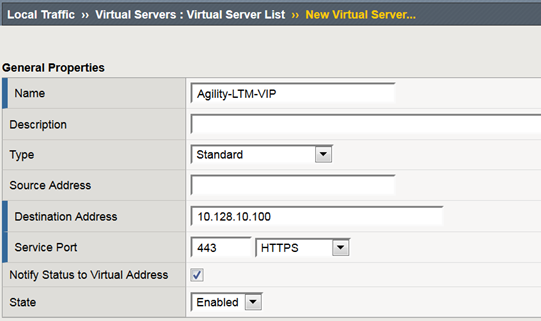 Local Traffic ›› Virtual Servers : Virtual Server List ›› New Virtual Server...
General Properties
Name Agility-LTM-VIP
Description
Type Standard
Source Address
Destination Address 10.128.10.100
Service Port 443 HTTPS
Notify Status to Virtual Address
State Enabled